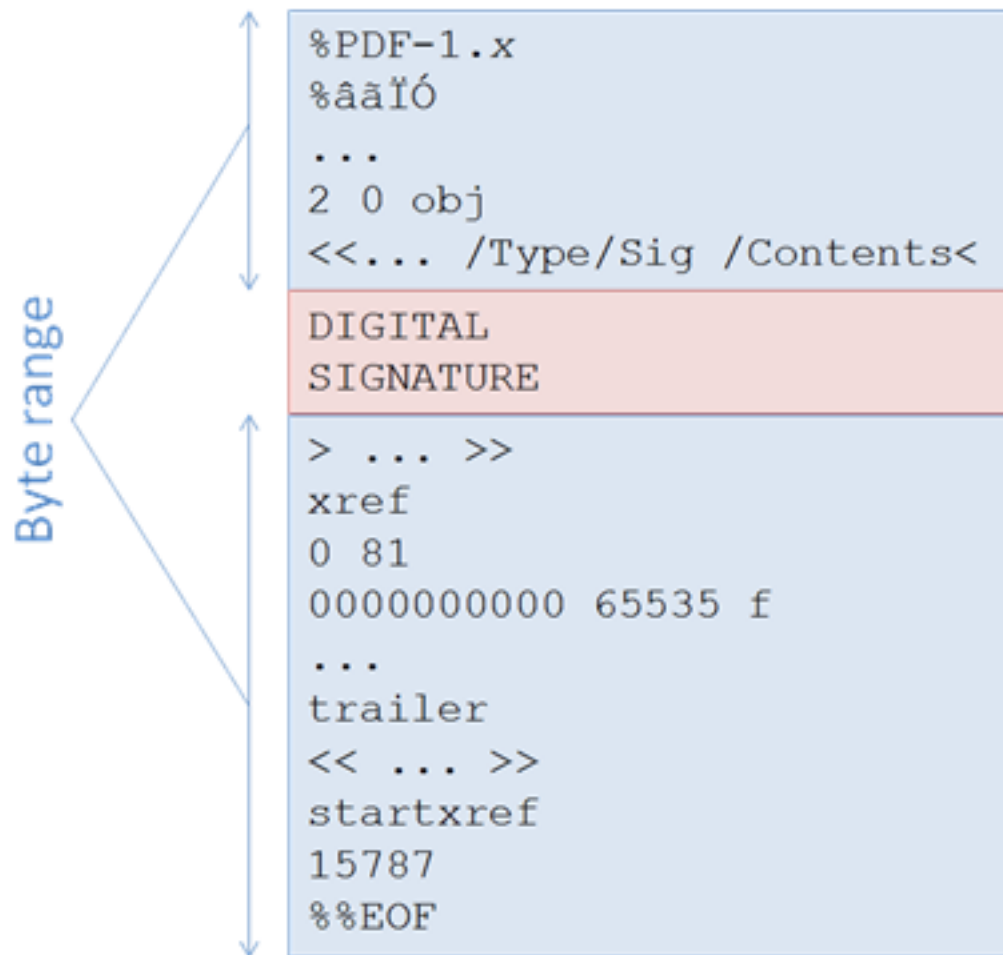 Byte range
%PDF-1.x
%âãÏÓ
...
2 0 obj
<<... /Type/Sig /Contents<
DIGITAL
SIGNATURE
> ... >>
xref
0 81
0000000000 65535 f
...
trailer
<< ... >>
startxref
15787
%%EOF